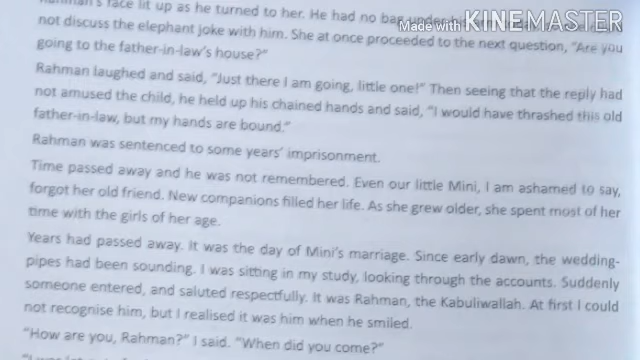 Rahman's face lit up as he turned to her. He had no bag under
Made with KINEMASTER
not discuss the elephant joke with him. She at once proceeded to the next question, "Are you
going to the father-in-law's house?"
Rahman laughed and said, "Just there I am going, little one!" Then seeing that the reply had
not amused the child, he held up his chained hands and said, "I would have thrashed this old
father-in-law, but my hands are bound."
Rahman was sentenced to some years' imprisonment.
Time passed away and he was not remembered. Even our little Mini, I am ashamed to say,
forgot her old friend. New companions filled her life. As she grew older, she spent most of her
time with the girls of her age.
Years had passed away. It was the day of Mini's marriage. Since early dawn, the wedding-
pipes had been sounding. I was sitting in my study, looking through the accounts. Suddenly
someone entered, and saluted respectfully. It was Rahman, the Kabuliwallah. At first I could
not recognise him, but I realised it was him when he smiled.
"How are you, Rahman?" I said. "When did you come?"